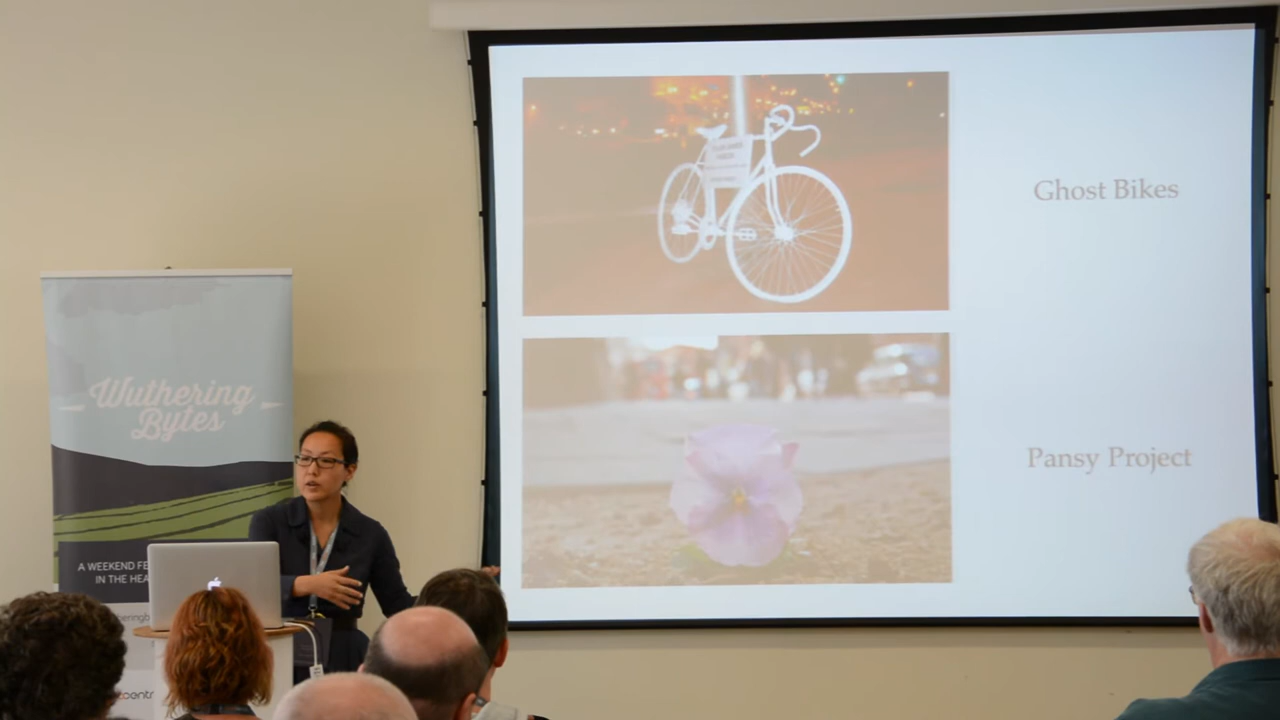 Ghost Bikes
Pansy Project
Wuthering
Bytes
A WEEKEND FE
IN THE HEA